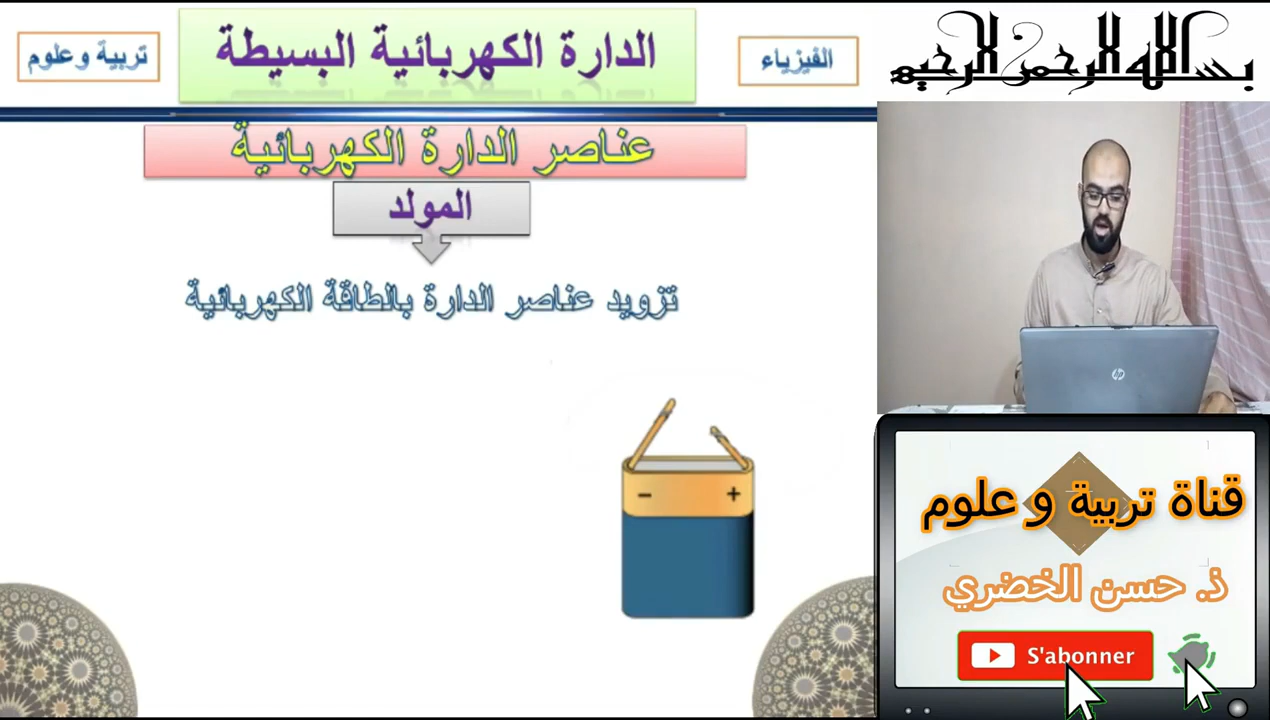 بسم الله الرحمن الرحيم
الفيزياء
الدارة الكهربائية البسيطة
تربية وعلوم
عناصر الدارة الكهربائية
المولد
تزويد عناصر الدارة بالطاقة الكهربائية
− +
hp
قناة تربية و علوم
ذ. حسن الخضري
S'abonner